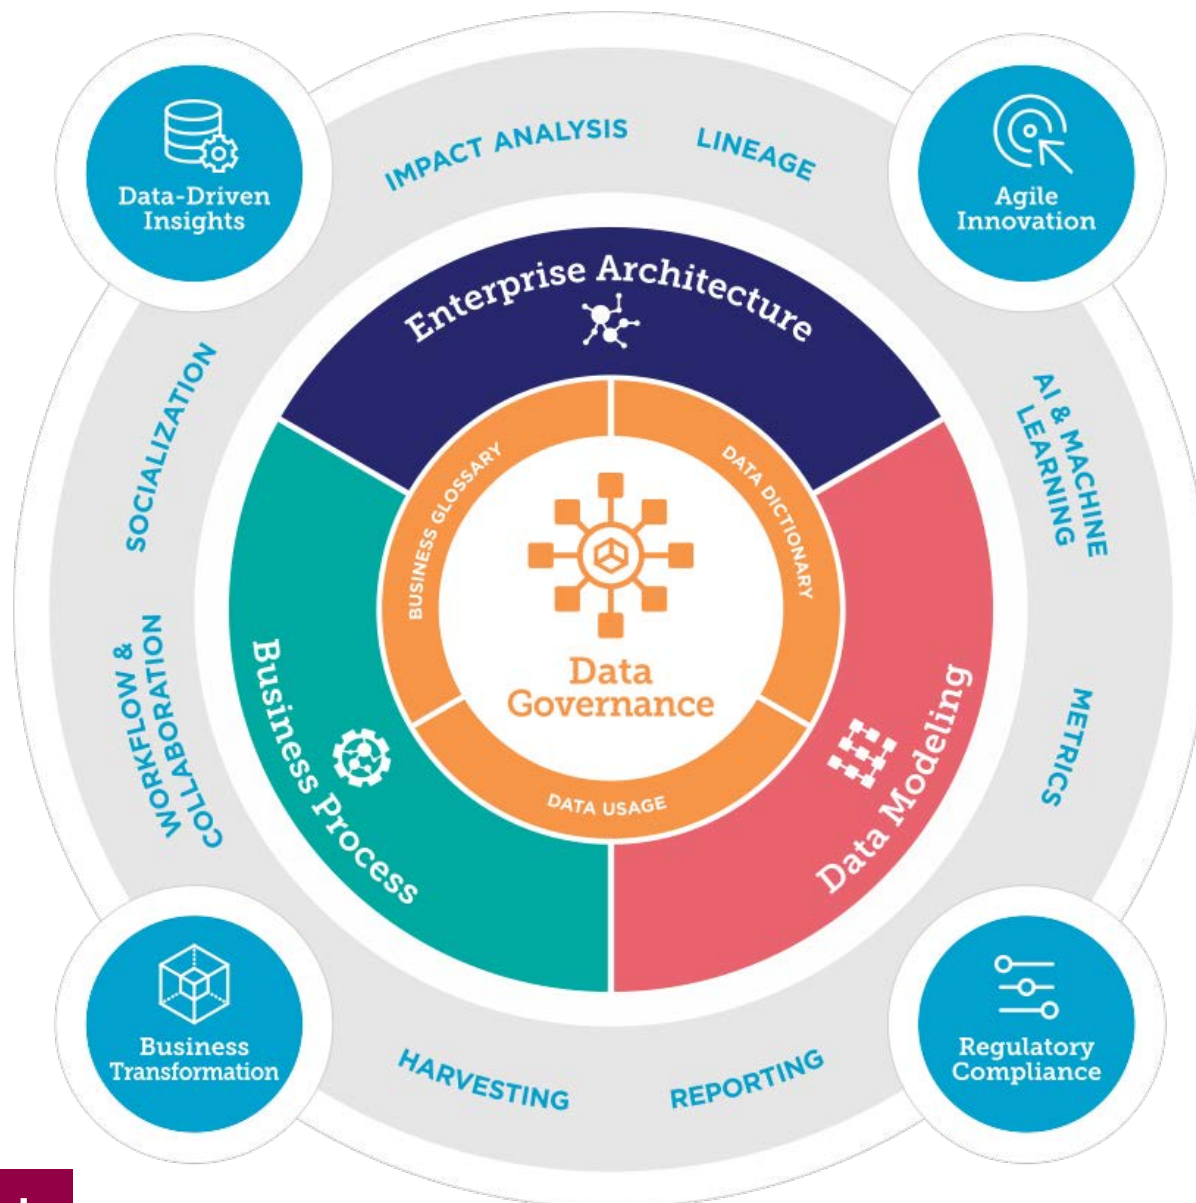 Data-Driven
Insights
IMPACT ANALYSIS
LINEAGE
Agile
Innovation
Enterprise Architecture
SOCIALIZATION
AI & MACHINE
LEARNING
BUSINESS GLOSSARY
DATA DICTIONARY
Data
Governance
WORKFLOW &
COLLABORATION
Business Process
Data Modeling
METRICS
DATA USAGE
Business
Transformation
HARVESTING
REPORTING
Regulatory
Compliance